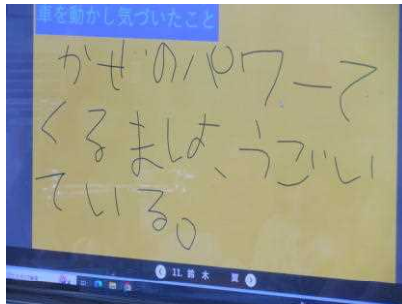 車を動かし気づいたこと
かぜのパワーで
くるまは、うごい
ている。
11. 鈴木 夏